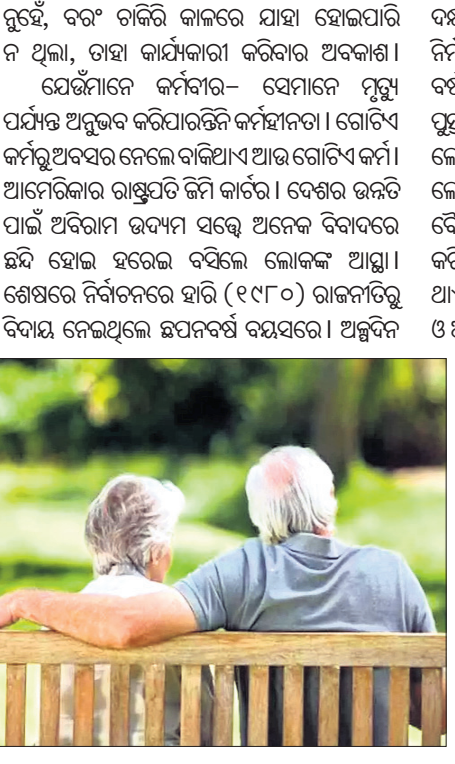 ନୁହେଁ, ବରଂ ଚାକିରି କାଳରେ ଯାହା ହୋଇପାରି
ନ ଥିଲା, ତାହା କାର୍ଯ୍ୟକାରୀ କରିବାର ଅବକାଶ।
ଯେଉଁମାନେ କର୍ମବୀର– ସେମାନେ ମୃତ୍ୟୁ
ପର୍ଯ୍ୟନ୍ତ ଅନୁଭବ କରିପାରନ୍ତିନି କର୍ମହୀନତା। ଗୋଟିଏ
କର୍ମରୁ ଅବସର ନେଲେ ବାକିଥାଏ ଆଉ ଗୋଟିଏ କର୍ମ।
ଆମେରିକାର ରାଷ୍ଟ୍ରପତି ଜିମି କାର୍ଟର। ଦେଶର ଉନ୍ନତି
ପାଇଁ ଅବିରାମ ଉଦ୍ୟମ ସତ୍ତ୍ୱେ ଅନେକ ବିବାଦରେ
ଛନ୍ଦି ହୋଇ ହରେଇ ବସିଲେ ଲୋକଙ୍କ ଆସ୍ଥା।
ଶେଷରେ ନିର୍ବାଚନରେ ହାରି (୧୯୮୦) ରାଜନୀତିରୁ
ବିଦାୟ ନେଇଥିଲେ ଛପନବର୍ଷ ବୟସରେ। ଅଳ୍ପଦିନ